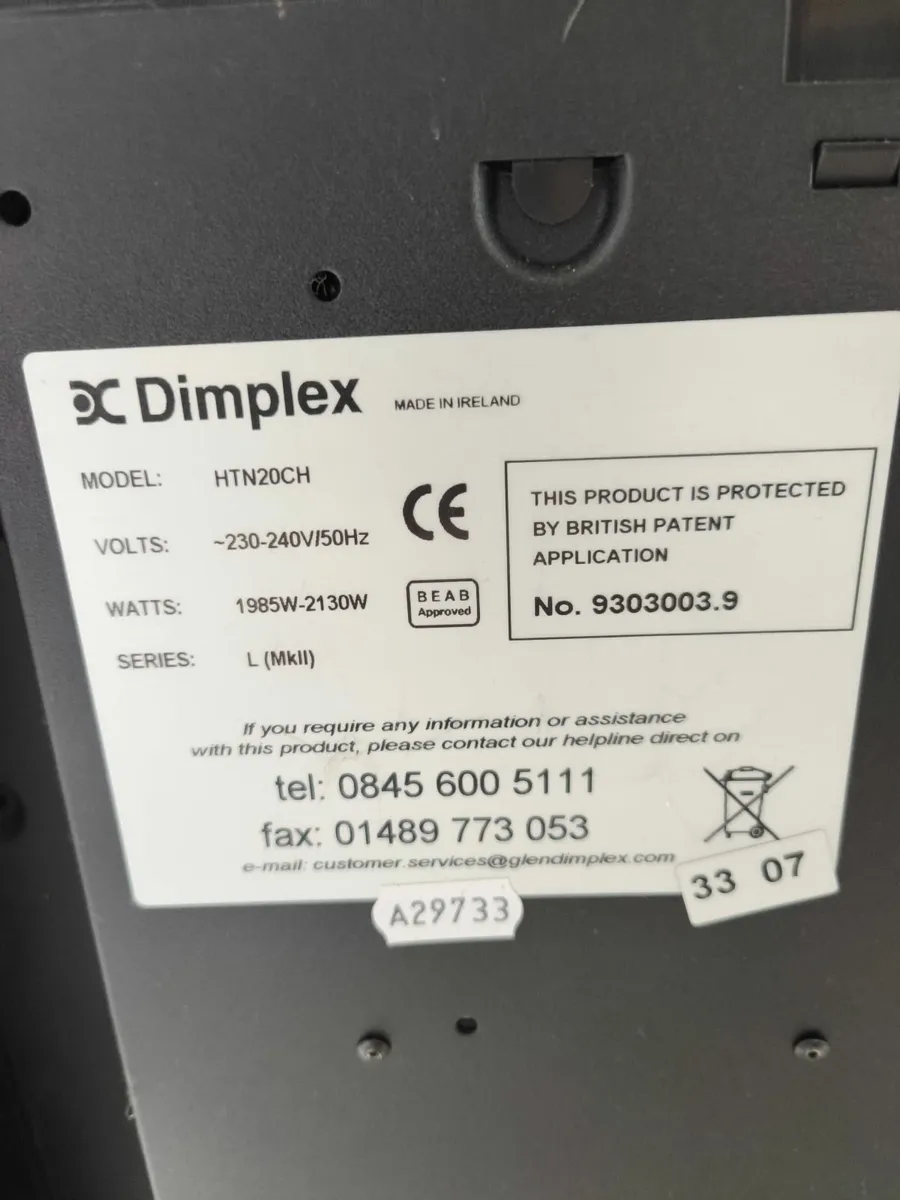 Dimplex MADE IN IRELAND
MODEL: HTN20CH
VOLTS: ~230-240V/50Hz
WATTS: 1985W-2130W
SERIES: L (MkII)
CE
BEAB
Approved
THIS PRODUCT IS PROTECTED
BY BRITISH PATENT
APPLICATION
No. 9303003.9
If you require any information or assistance
with this product, please contact our helpline direct on
tel: 0845 600 5111
fax: 01489 773 053
e-mail: customer.services@glendimplex.com
33 07
A29733